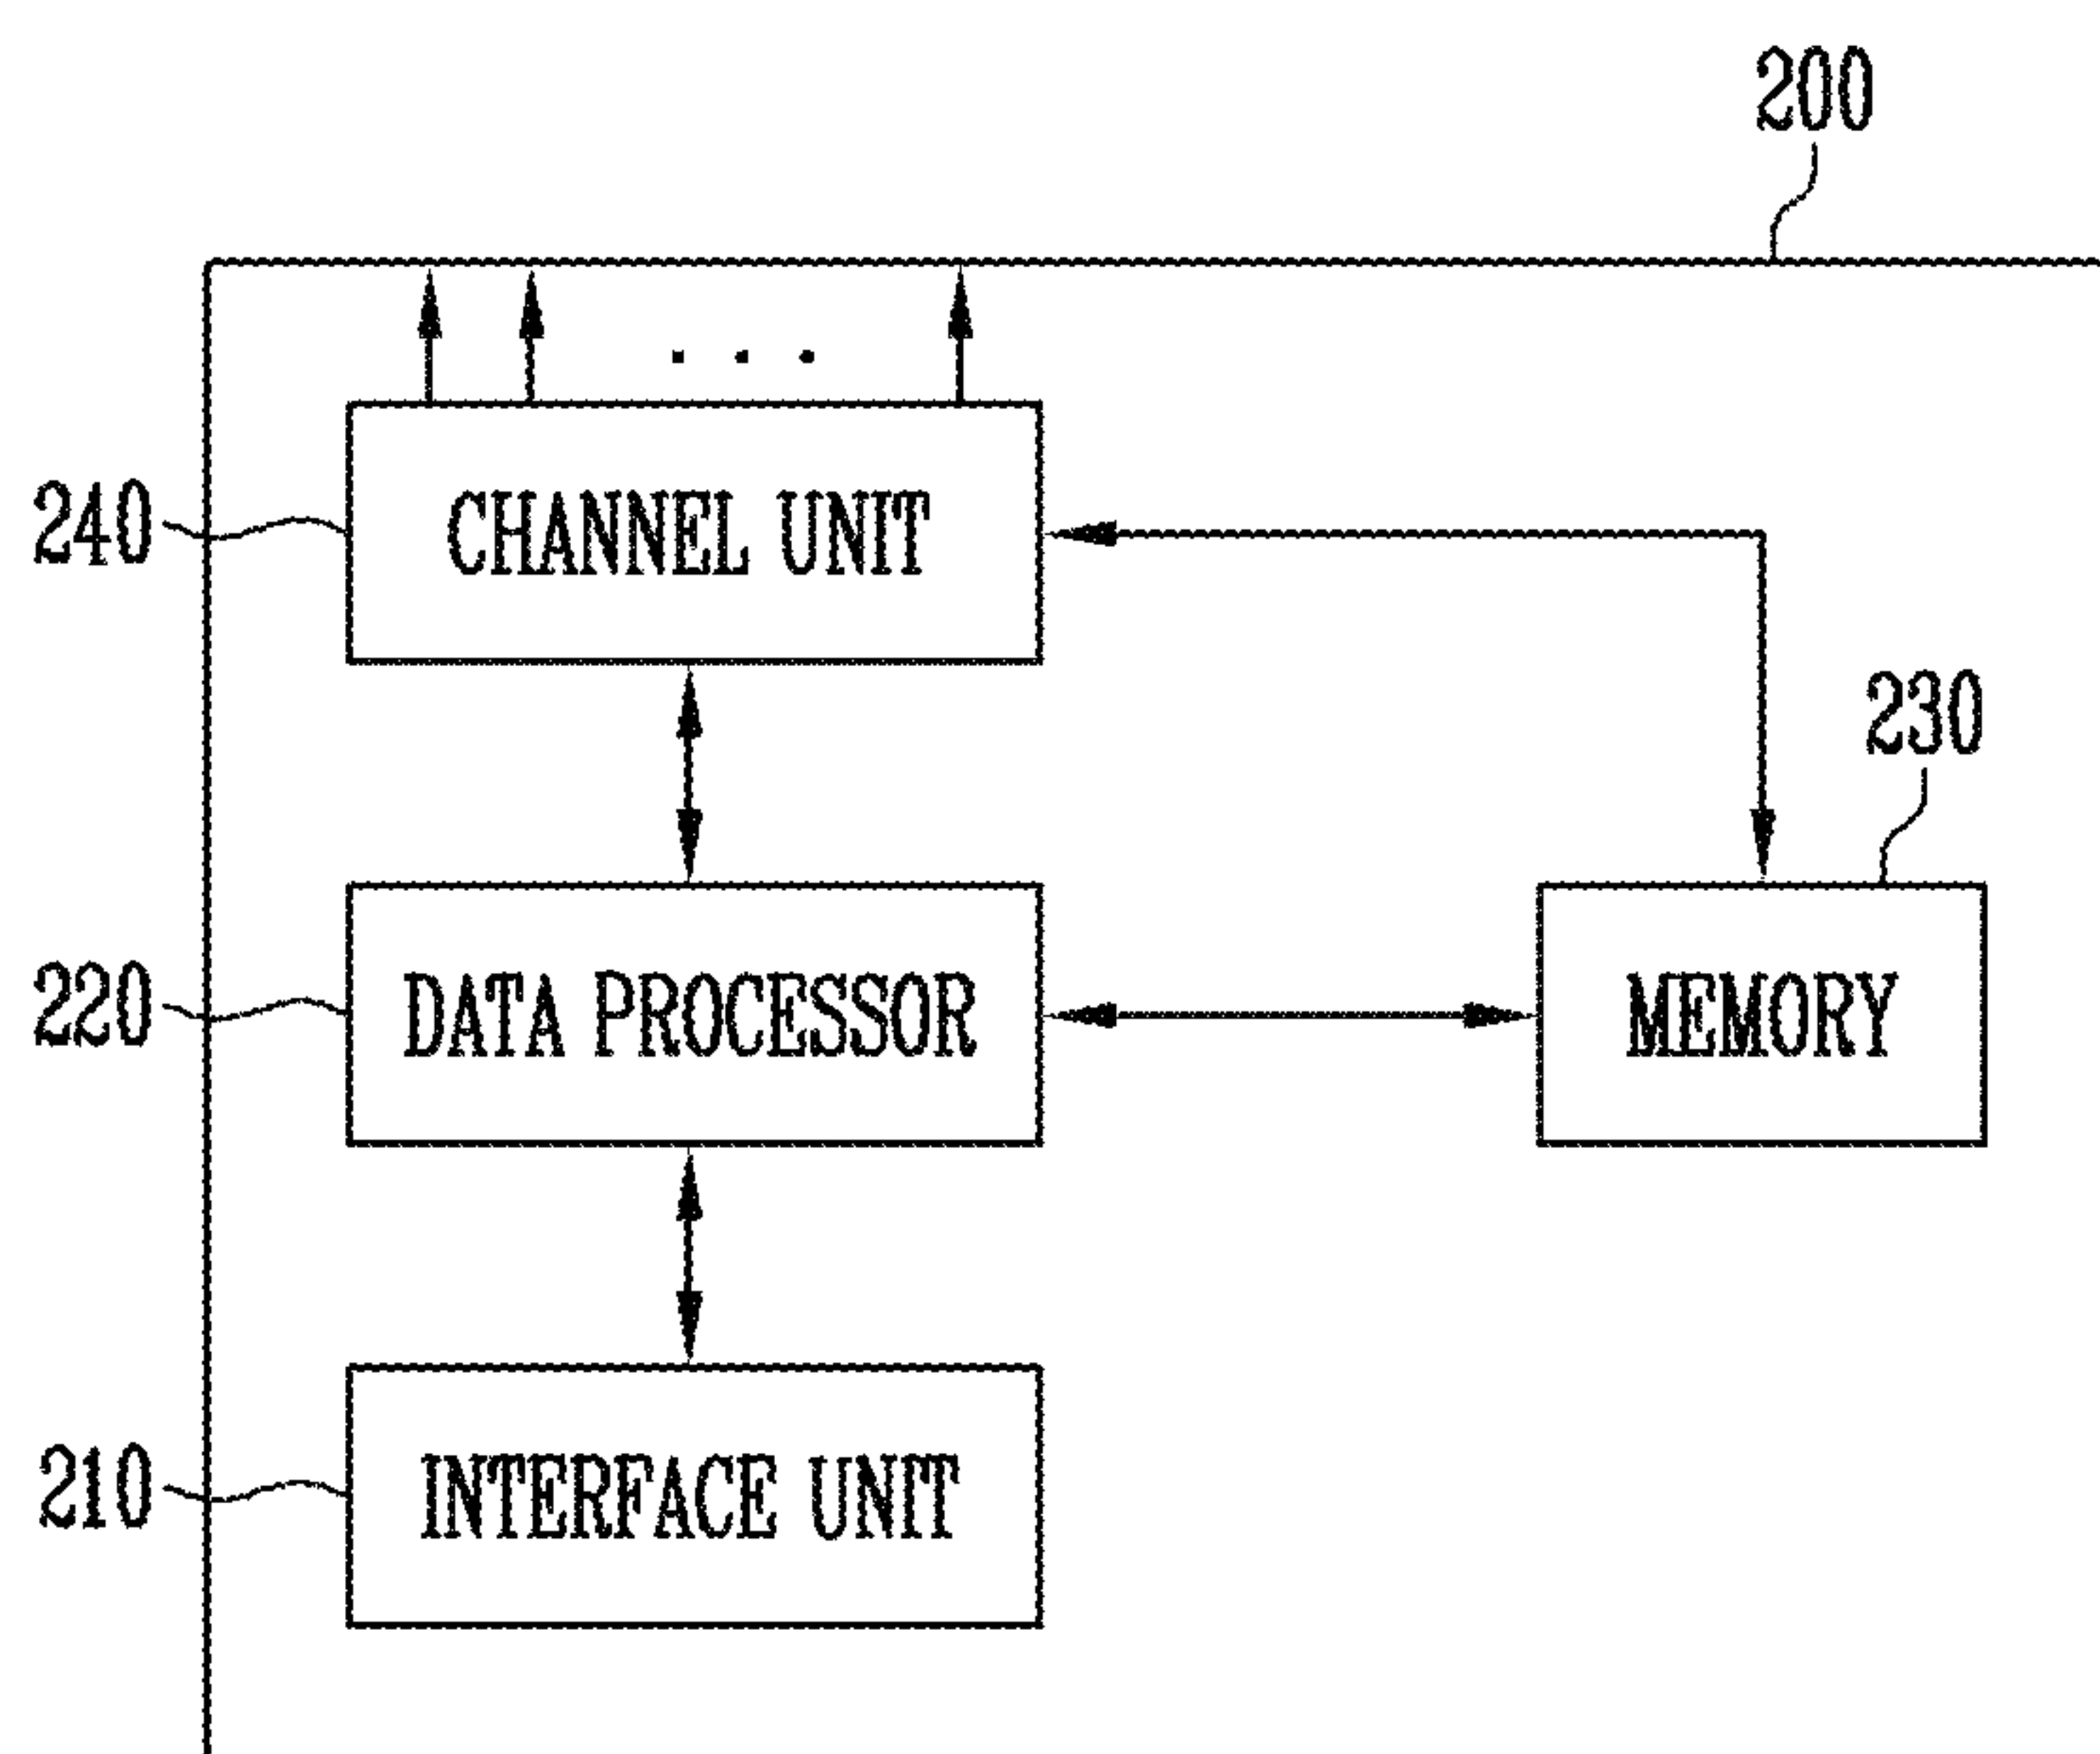 200
. . .
240
CHANNEL UNIT
230
220
DATA PROCESSOR
MEMORY
210
INTERFACE UNIT